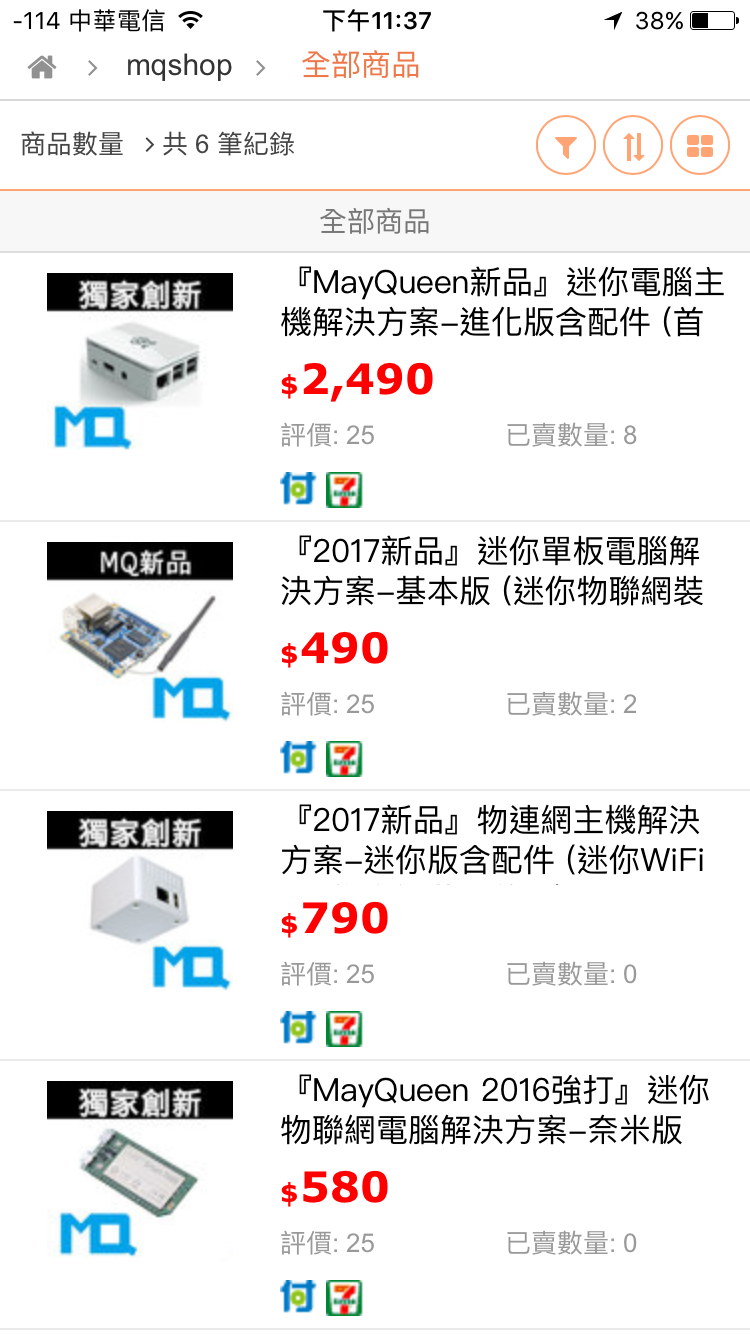 -114 中華電信 下午11:37 38%
mqshop > 全部商品
商品數量 > 共 6 筆紀錄
全部商品
獨家創新
MQ
『MayQueen新品』迷你電腦主
機解決方案–進化版含配件 (首
$2,490
評價: 25 已賣數量: 8
付 7
MQ新品
MQ
『2017新品』迷你單板電腦解
決方案–基本版 (迷你物聯網裝
$490
評價: 25 已賣數量: 2
付 7
獨家創新
MQ
『2017新品』物連網主機解決
方案–迷你版含配件 (迷你WiFi
$790
評價: 25 已賣數量: 0
付 7
獨家創新
MQ
『MayQueen 2016強打』迷你
物聯網電腦解決方案–奈米版
$580
評價: 25 已賣數量: 0
付 7